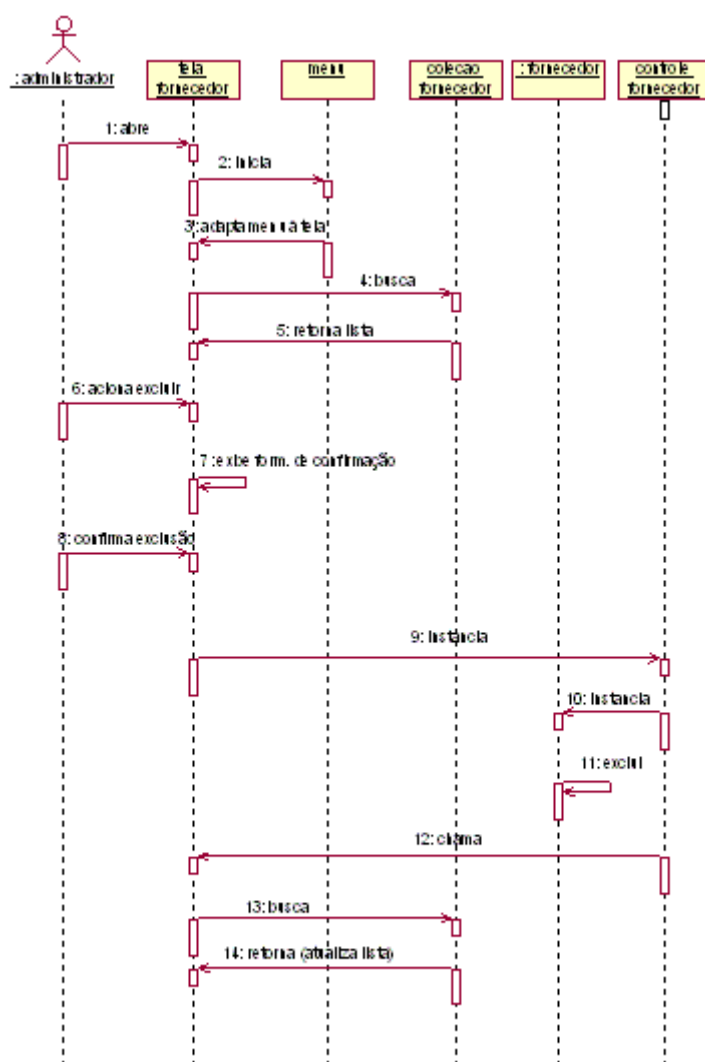 : administrador
tela
fornecedor
menu
colecao
fornecedor
: fornecedor
controle
fornecedor
1: abre
2: inicia
3: adapta menu à tela
4: busca
5: retorna lista
6: aciona excluir
7: exibe form. de confirmação
8: confirma exclusão
9: instancia
10: instancia
11: exclui
12: chama
13: busca
14: retorna (atualiza lista)